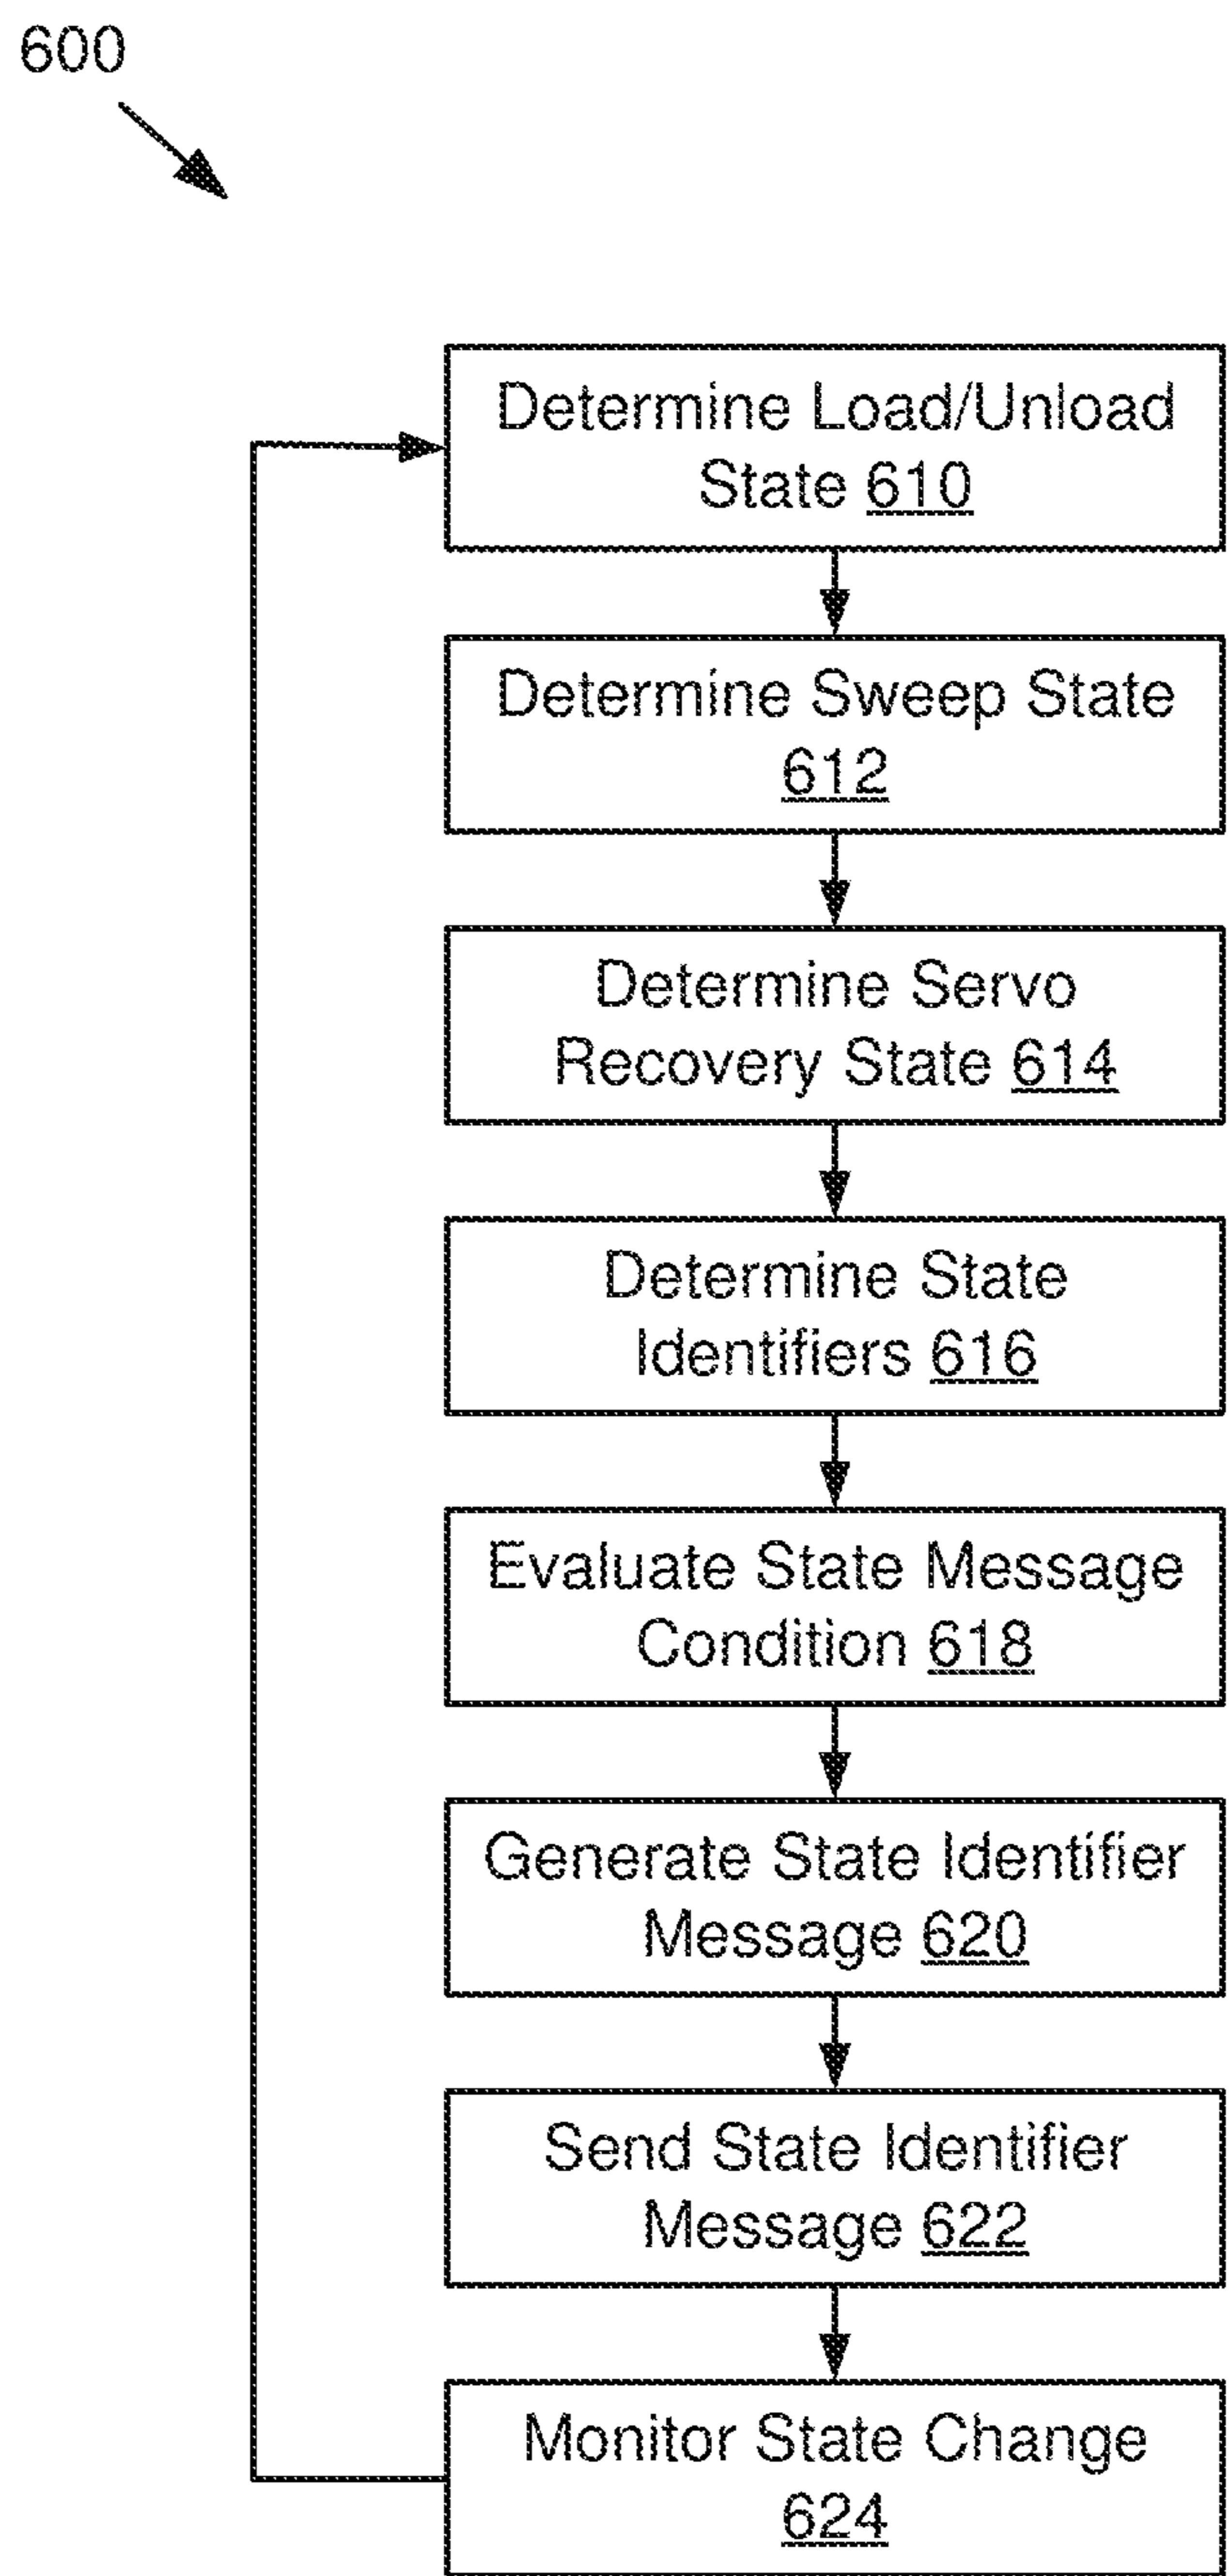 600
Determine Load/Unload
State 610
Determine Sweep State
612
Determine Servo
Recovery State 614
Determine State
Identifiers 616
Evaluate State Message
Condition 618
Generate State Identifier
Message 620
Send State Identifier
Message 622
Monitor State Change
624